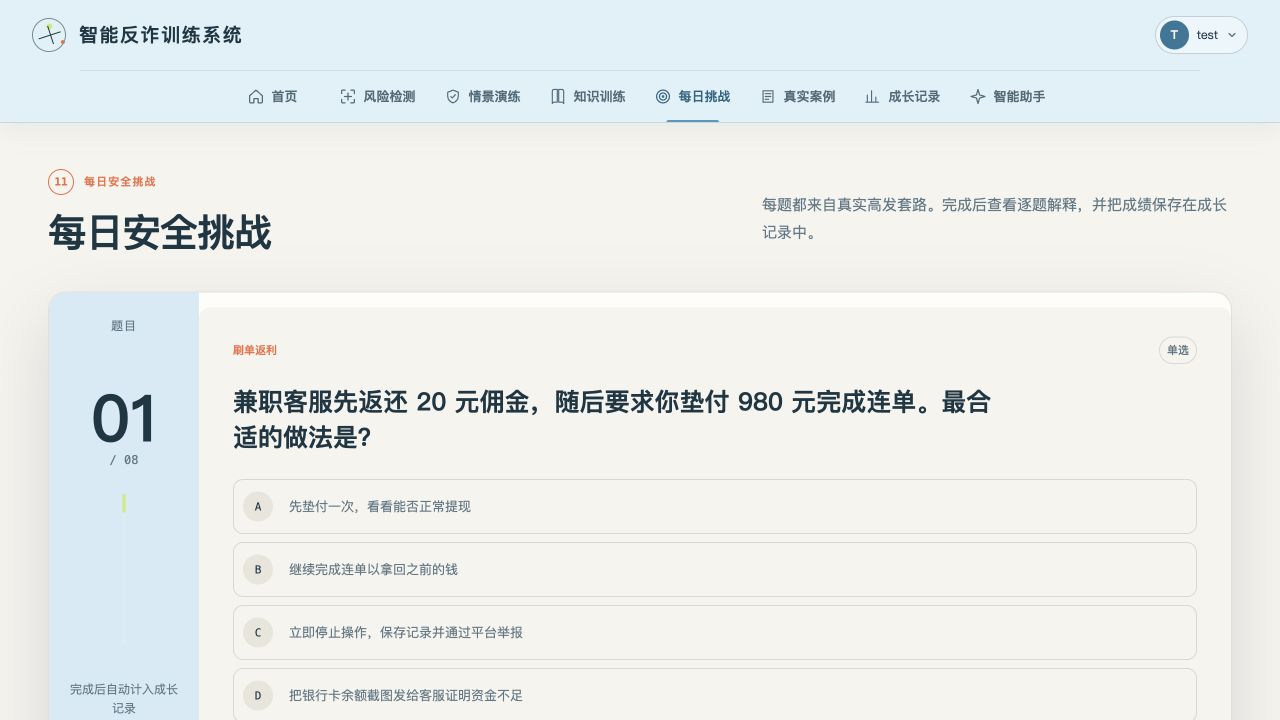 智能反诈训练系统
T test
首页 风险检测 情景演练 知识训练 每日挑战 真实案例 成长记录 智能助手
11 每日安全挑战
每日安全挑战
每题都来自真实高发套路。完成后查看逐题解释，并把成绩保存在成长
记录中。
题目
01
/ 08
完成后自动计入成长
记录
刷单返利
单选
兼职客服先返还 20 元佣金，随后要求你垫付 980 元完成连单。最合
适的做法是？
A 先垫付一次，看看能否正常提现
B 继续完成连单以拿回之前的钱
C 立即停止操作，保存记录并通过平台举报
D 把银行卡余额截图发给客服证明资金不足